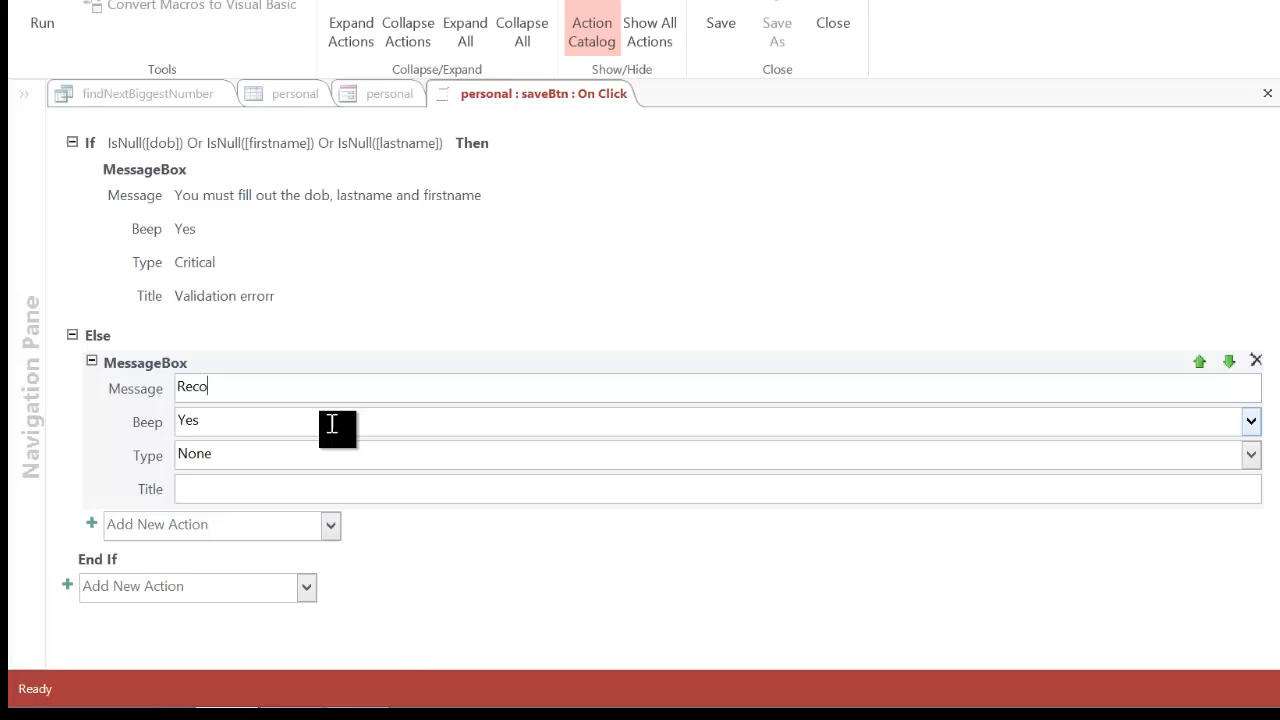 Convert Macros to Visual Basic
Run
Expand Actions
Collapse Actions
Expand All
Collapse All
Action Catalog
Show All Actions
Save
Save As
Close
Tools
Collapse/Expand
Show/Hide
Close
findNextBiggestNumber
personal
personal
personal : saveBtn : On Click
If IsNull([dob]) Or IsNull([firstname]) Or IsNull([lastname]) Then
MessageBox
Message You must fill out the dob, lastname and firstname
Beep Yes
Type Critical
Title Validation errorr
Else
MessageBox
Message Reco
Beep Yes
Type None
Title
Add New Action
End If
Add New Action
Navigation Pane
Ready